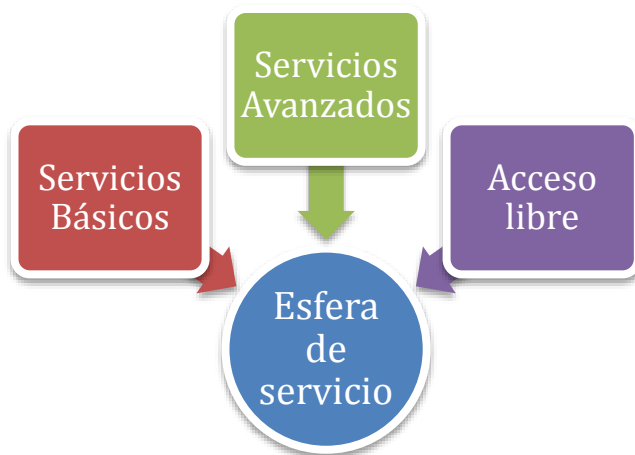 Servicios
Avanzados
Servicios
Básicos
Acceso
libre
Esfera
de
servicio